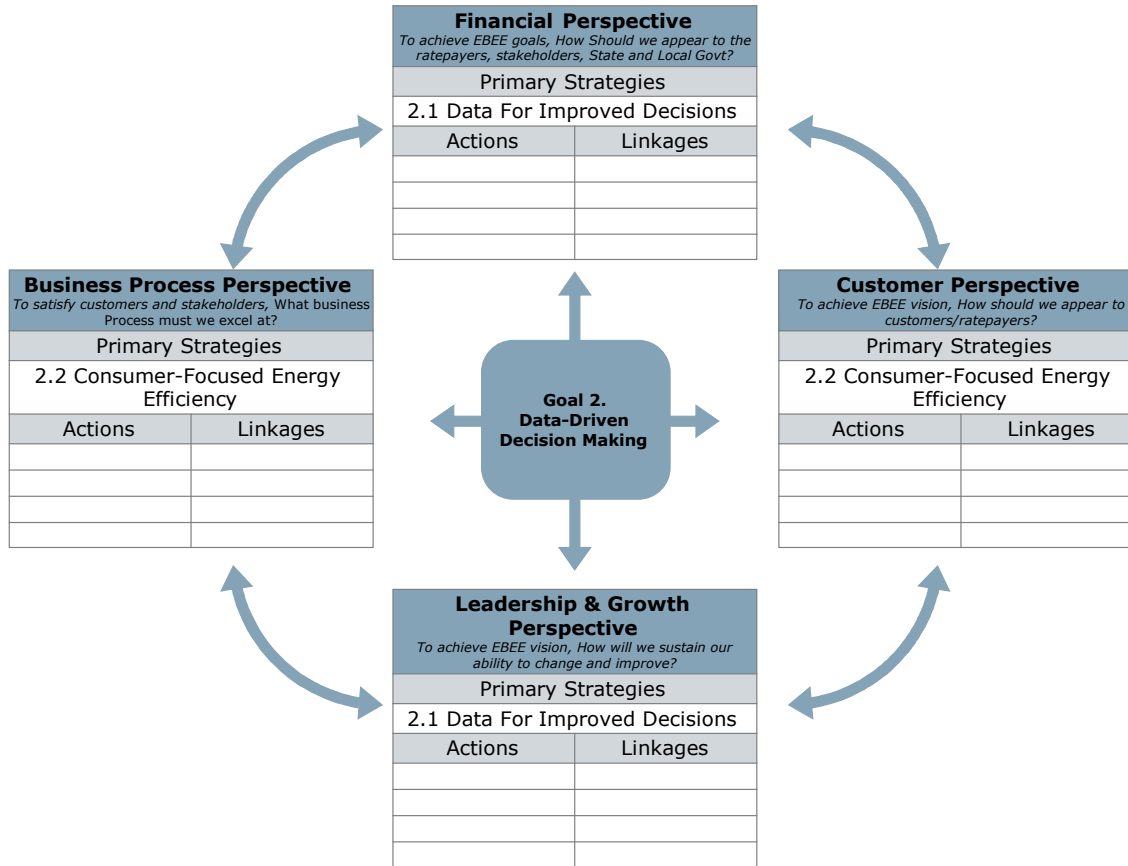 Financial Perspective
To achieve EBEE goals, How Should we appear to the
ratepayers, stakeholders, State and Local Govt?
Primary Strategies
2.1 Data For Improved Decisions
Actions Linkages
Business Process Perspective
To satisfy customers and stakeholders, What business
Process must we excel at?
Primary Strategies
2.2 Consumer-Focused Energy
Efficiency
Actions Linkages
Goal 2.
Data-Driven
Decision Making
Customer Perspective
To achieve EBEE vision, How should we appear to
customers/ratepayers?
Primary Strategies
2.2 Consumer-Focused Energy
Efficiency
Actions Linkages
Leadership & Growth
Perspective
To achieve EBEE vision, How will we sustain our
ability to change and improve?
Primary Strategies
2.1 Data For Improved Decisions
Actions Linkages